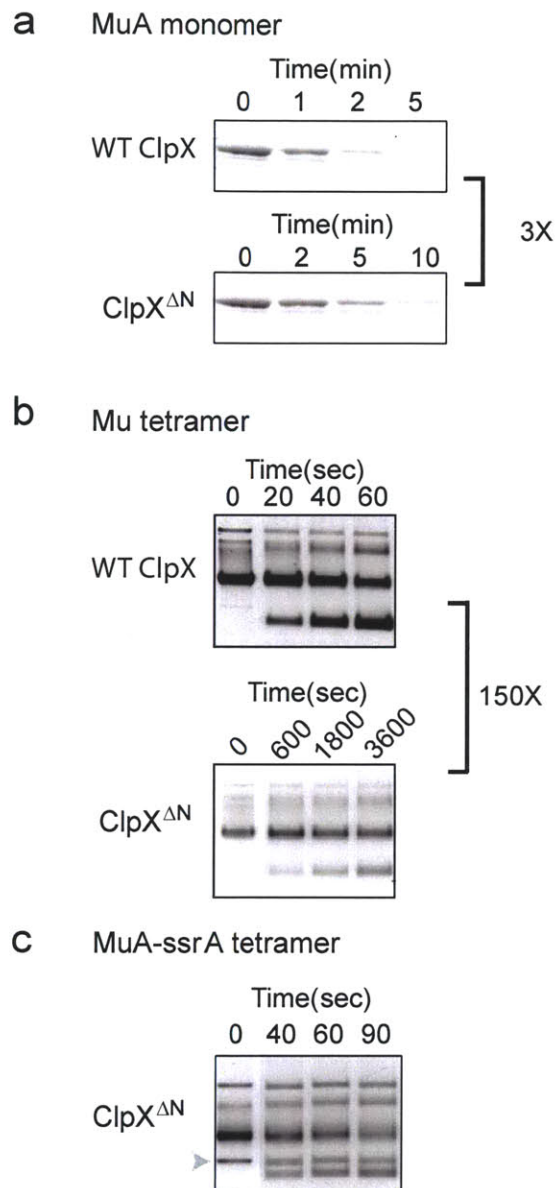 a MuA monomer
Time(min)
0 1 2 5
WT ClpX
Time(min)
0 2 5 10
ClpX^ΔN
3X
b Mu tetramer
Time(sec)
0 20 40 60
WT ClpX
Time(sec)
0 600 1800 3600
ClpX^ΔN
150X
c MuA-ssrA tetramer
Time(sec)
0 40 60 90
ClpX^ΔN